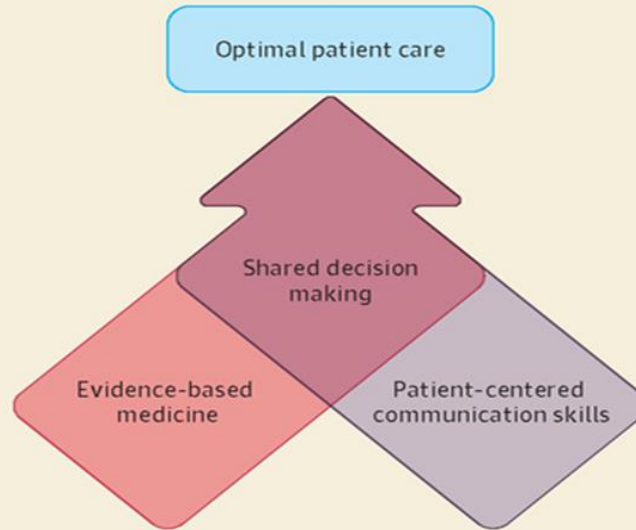 Optimal patient care
Shared decision
making
Evidence-based
medicine
Patient-centered
communication skills